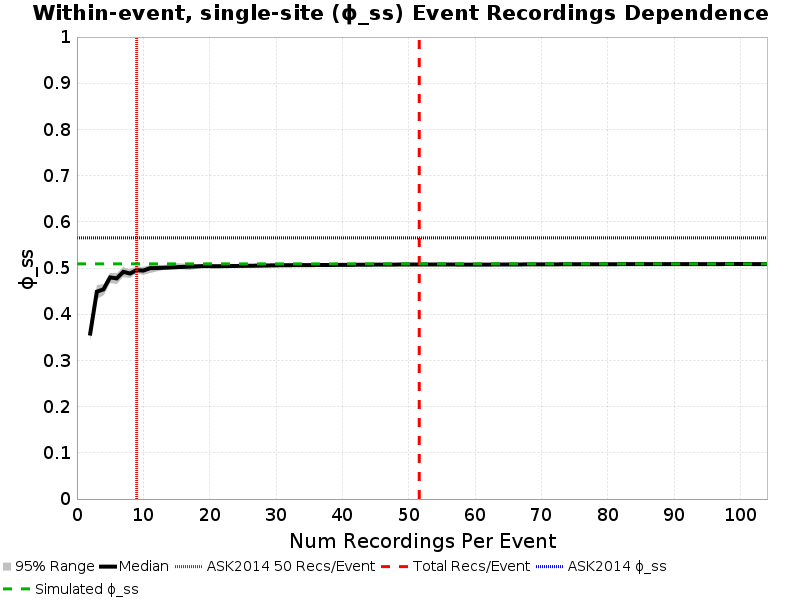 Within-event, single-site (ϕ_ss) Event Recordings Dependence
1
0.9
0.8
0.7
0.6
0.5
0.4
0.3
0.2
0.1
0
ϕ_ss
0 10 20 30 40 50 60 70 80 90 100
Num Recordings Per Event
95% Range Median ASK2014 50 Recs/Event Total Recs/Event ASK2014 ϕ_ss
Simulated ϕ_ss